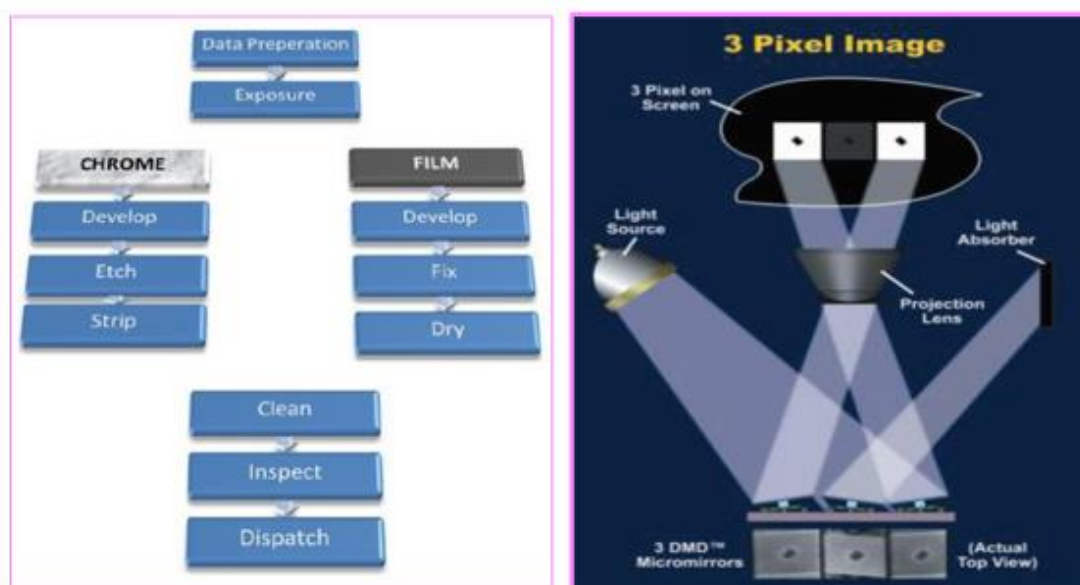 Data Preperation
Exposure
CHROME
Develop
Etch
Strip
FILM
Develop
Fix
Dry
Clean
Inspect
Dispatch
3 Pixel Image
3 Pixel on
Screen
Light
Source
Light
Absorber
Projection
Lens
3 DMD™
Micromirrors
(Actual
Top View)